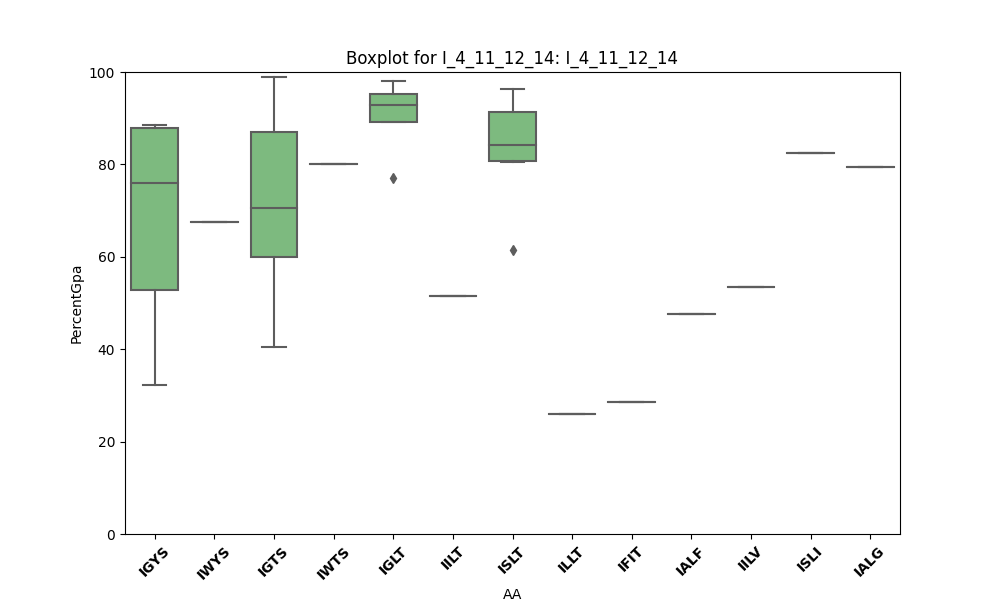 Boxplot for I_4_11_12_14: I_4_11_12_14
100
80
60
40
20
0
PercentGpa
IGYS IWYS IGTS IWTS IGLT IILT ISLT ILLT IFIT IALF IILV ISLI IALG
AA